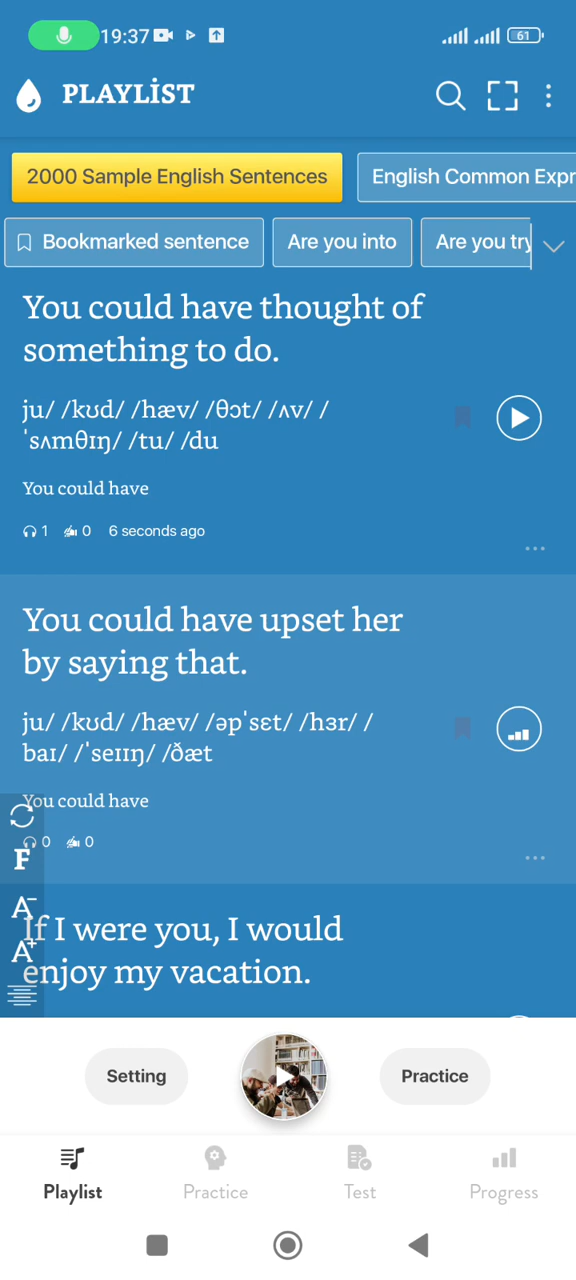 19:37
61
PLAYLİST
2000 Sample English Sentences
English Common Expr
Bookmarked sentence
Are you into
Are you try
You could have thought of
something to do.
ju/ /kʊd/ /hæv/ /θɔt/ /ʌv/ /
ˈsʌmθɪŋ/ /tu/ /du
You could have
1 0 6 seconds ago
You could have upset her
by saying that.
ju/ /kʊd/ /hæv/ /əpˈsɛt/ /hɜr/ /
baɪ/ /ˈseɪɪŋ/ /ðæt
You could have
0 0
F
A-
If I were you, I would
A+
enjoy my vacation.
Setting
Practice
Playlist
Practice
Test
Progress